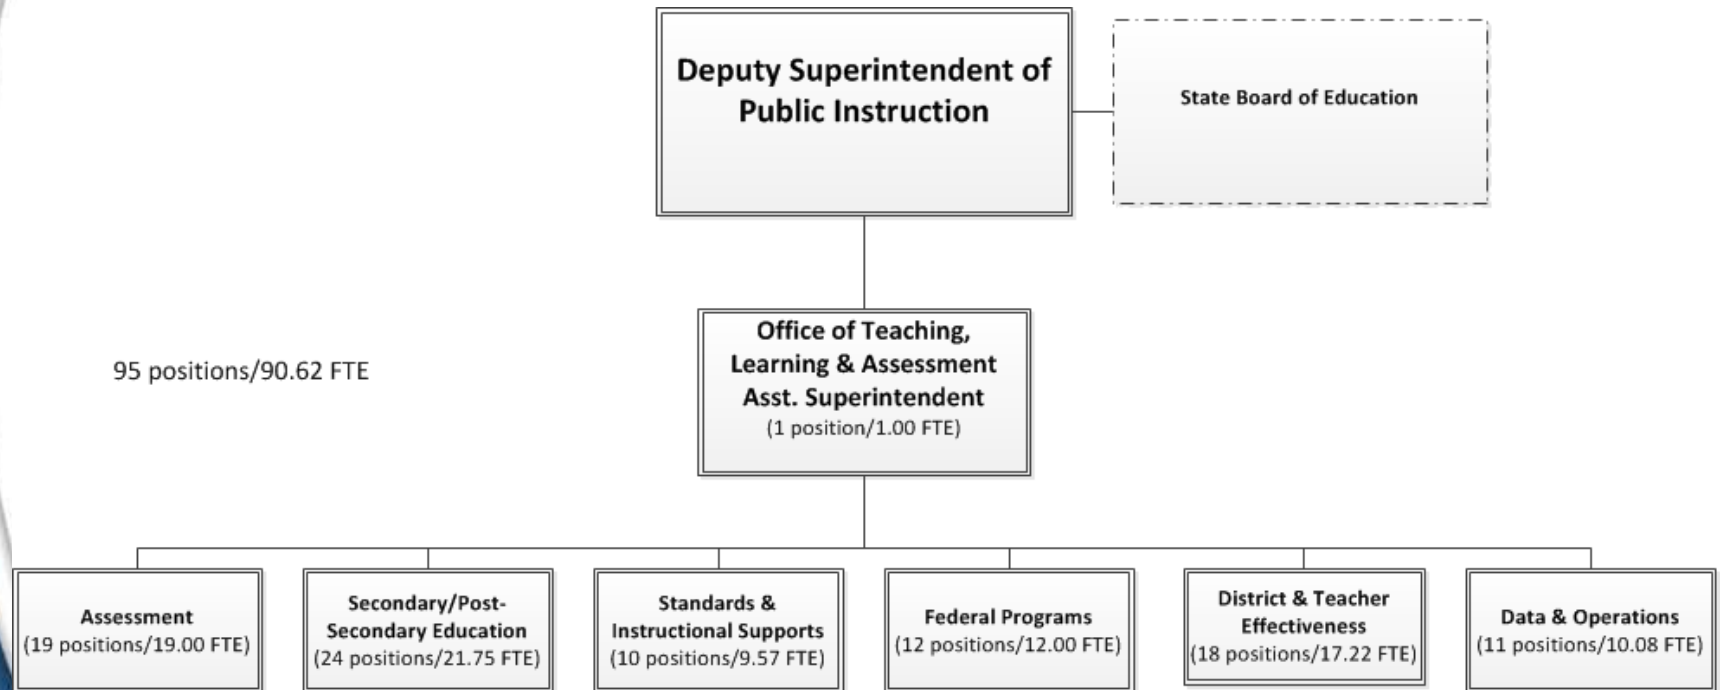 Deputy Superintendent of
Public Instruction
State Board of Education
95 positions/90.62 FTE
Office of Teaching,
Learning & Assessment
Asst. Superintendent
(1 position/1.00 FTE)
Assessment
(19 positions/19.00 FTE)
Secondary/Post-
Secondary Education
(24 positions/21.75 FTE)
Standards &
Instructional Supports
(10 positions/9.57 FTE)
Federal Programs
(12 positions/12.00 FTE)
District & Teacher
Effectiveness
(18 positions/17.22 FTE)
Data & Operations
(11 positions/10.08 FTE)